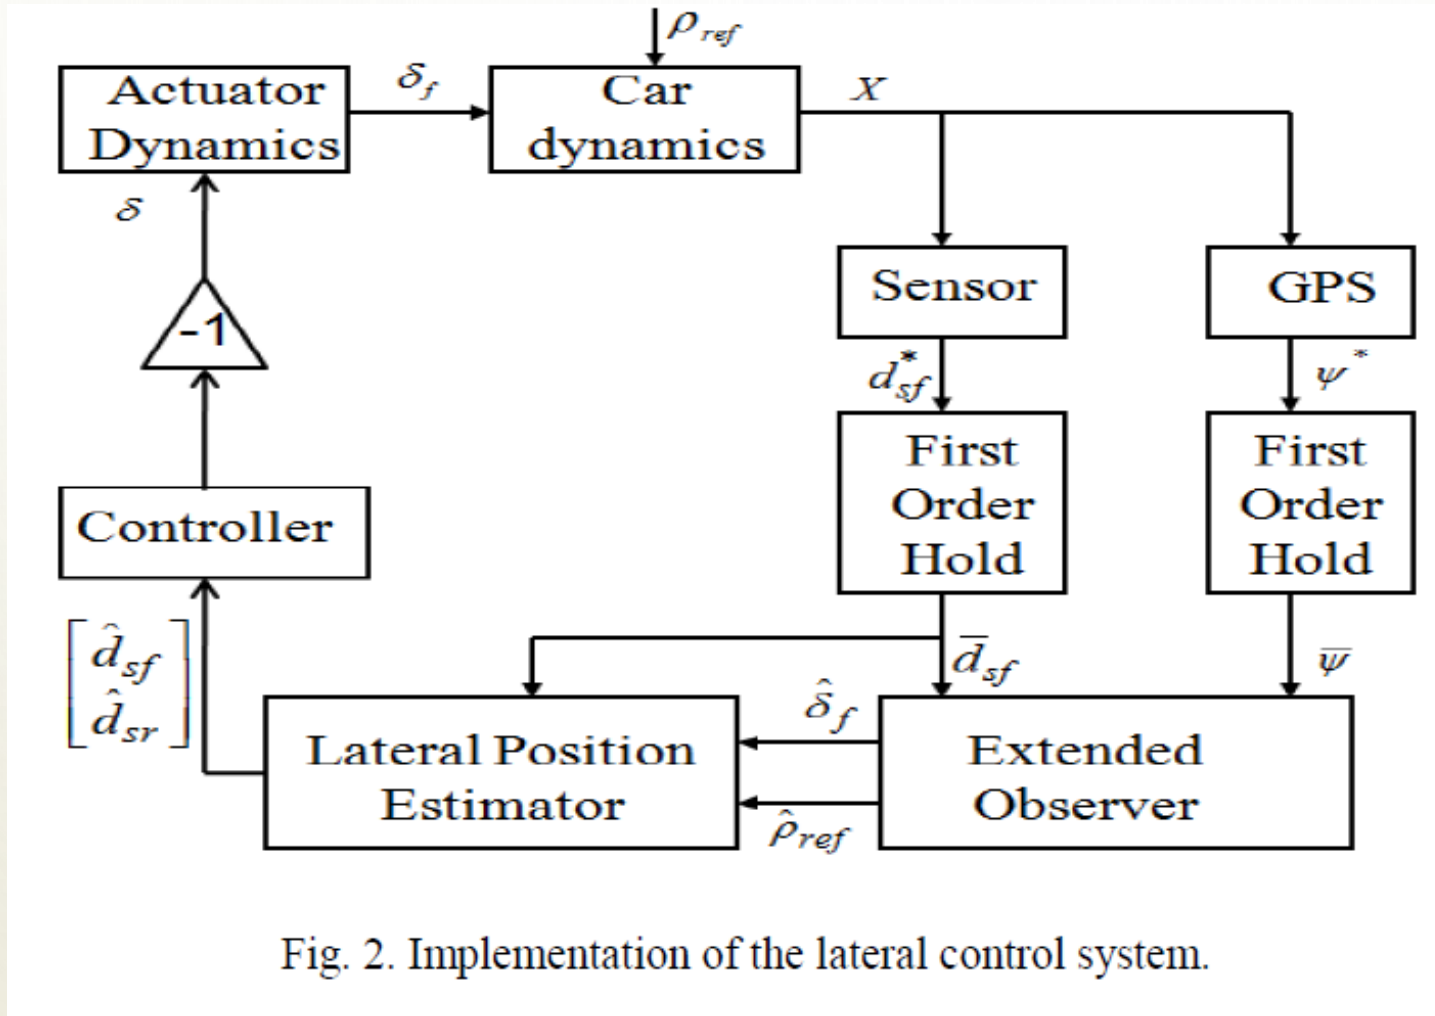 ρ_ref
Actuator
Dynamics
δ_f
Car
dynamics
X
δ
Sensor
GPS
-1
d*_sf
ψ*
First
Order
Hold
First
Order
Hold
Controller
[d̂_sf
d̂_sr]
d̄_sf
ψ̄
δ̂_f
Lateral Position
Estimator
Extended
Observer
ρ̂_ref
Fig. 2. Implementation of the lateral control system.